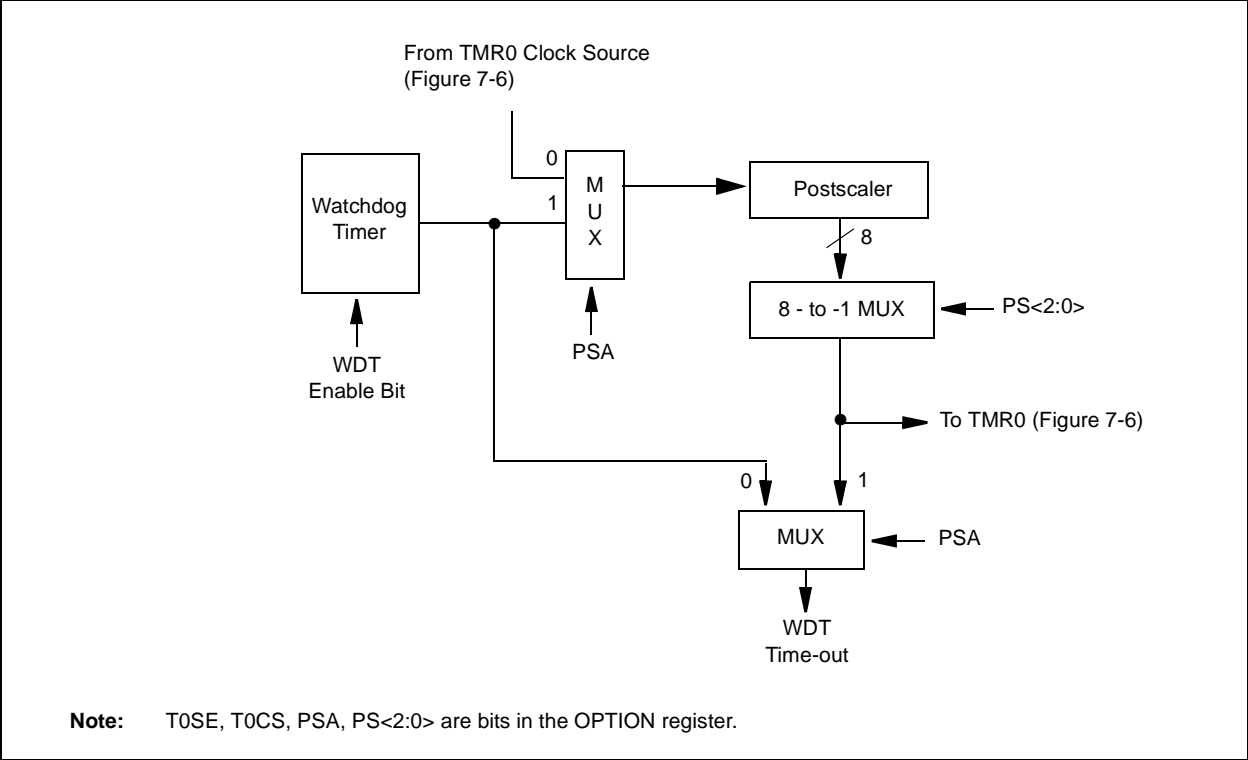 From TMR0 Clock Source
(Figure 7-6)
0
1
M
U
X
Watchdog
Timer
Postscaler
8
8 - to -1 MUX
PS<2:0>
PSA
WDT
Enable Bit
To TMR0 (Figure 7-6)
0
1
MUX
PSA
WDT
Time-out
Note: T0SE, T0CS, PSA, PS<2:0> are bits in the OPTION register.